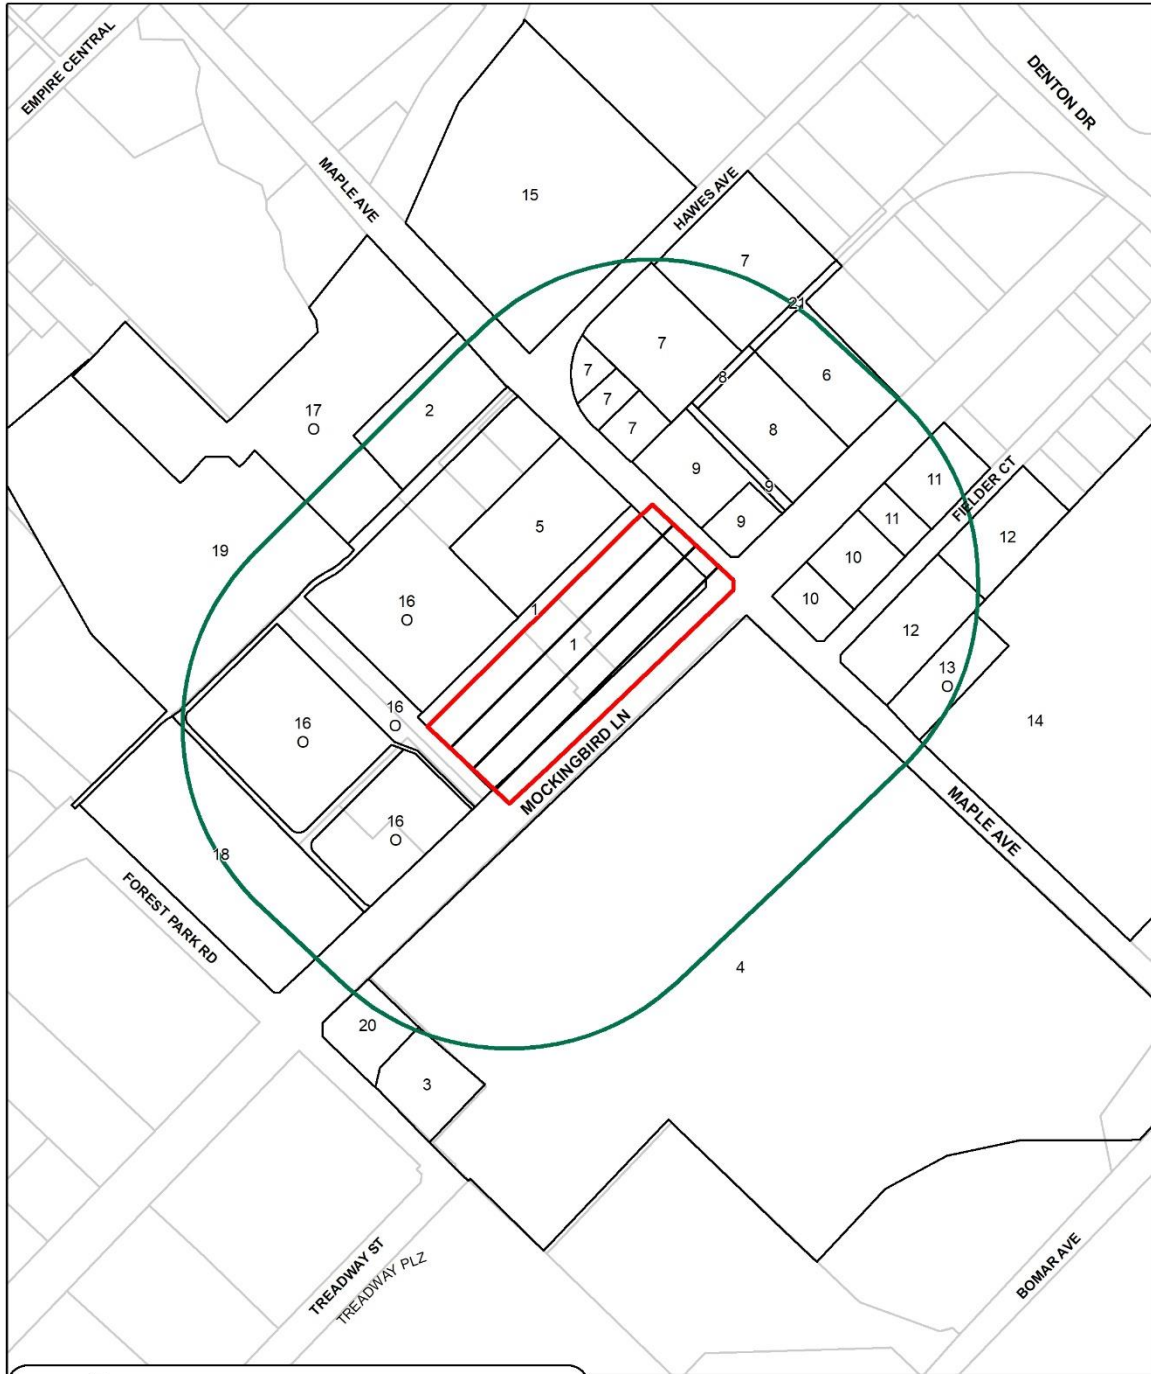 EMPIRE CENTRAL
DENTON DR
MAPLE AVE
HAWES AVE
15
7
21
7
7
8
6
7
2
17
O
7
8
9
11
9
FIELDER CT
11
9
5
12
19
10
16
O
10
1
12
1
13
O
16
O
16
O
14
MOCKINGBIRD LN
MAPLE AVE
16
O
18
FOREST PARK RD
4
20
3
TREADWAY ST
TREADWAY PLZ
BOMAR AVE